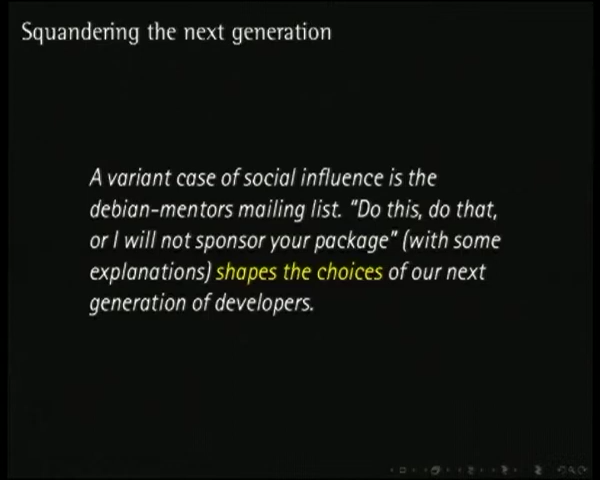 Squandering the next generation
A variant case of social influence is the
debian-mentors mailing list. "Do this, do that,
or I will not sponsor your package" (with some
explanations) shapes the choices of our next
generation of developers.